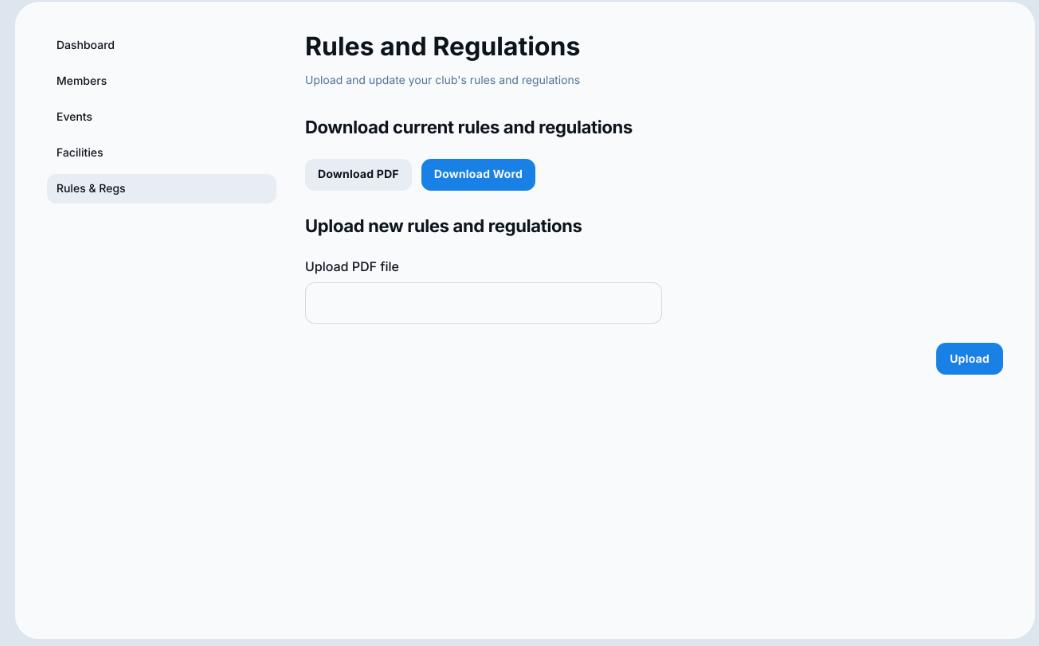 Dashboard
Members
Events
Facilities
Rules & Regs
Rules and Regulations
Upload and update your club's rules and regulations
Download current rules and regulations
Download PDF
Download Word
Upload new rules and regulations
Upload PDF file
Upload